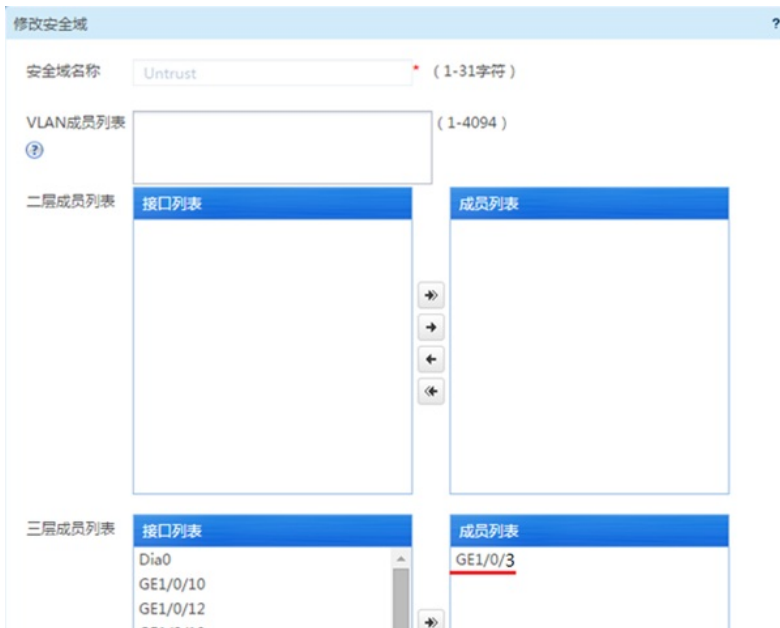 修改安全域 ?
安全域名称 Untrust * （1-31字符）
VLAN成员列表 （1-4094）
?
二层成员列表 接口列表 成员列表
三层成员列表 接口列表 成员列表
Dia0 GE1/0/3
GE1/0/10
GE1/0/12